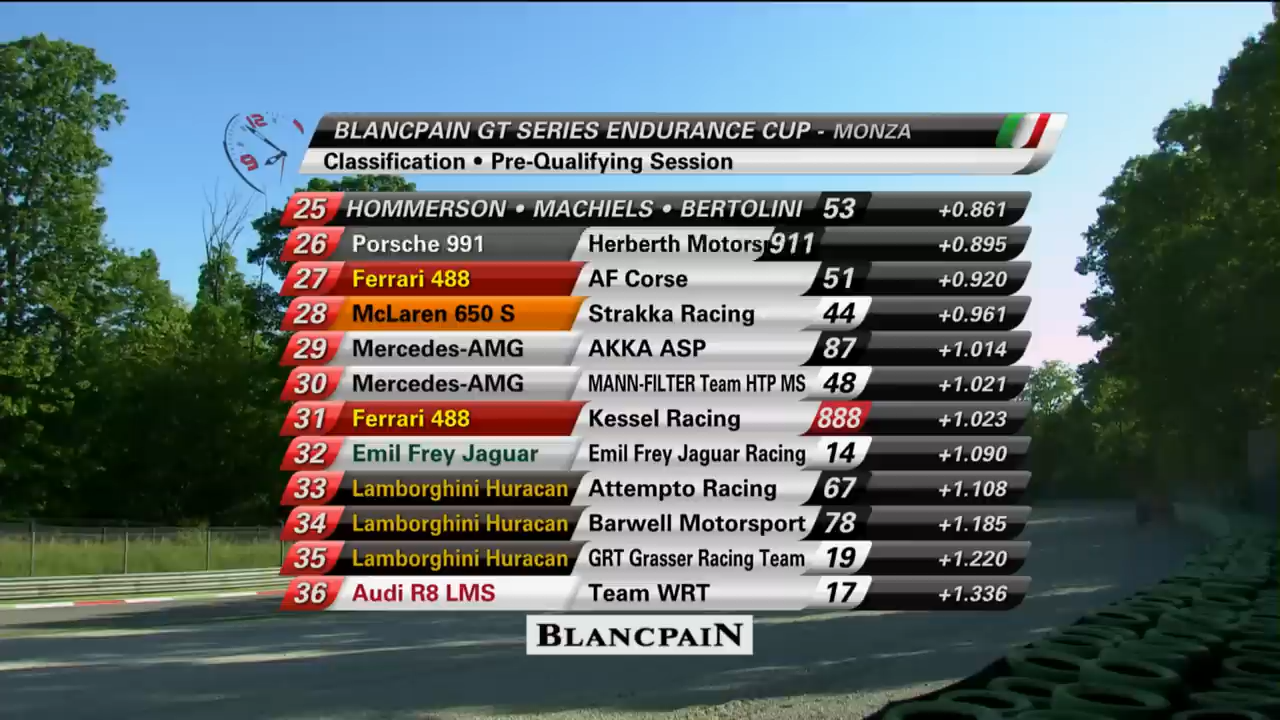 BLANCPAIN GT SERIES ENDURANCE CUP - MONZA
Classification • Pre-Qualifying Session
25 HOMMERSON • MACHIELS • BERTOLINI 53 +0.861
26 Porsche 991 Herberth Motors 911 +0.895
27 Ferrari 488 AF Corse 51 +0.920
28 McLaren 650 S Strakka Racing 44 +0.961
29 Mercedes-AMG AKKA ASP 87 +1.014
30 Mercedes-AMG MANN-FILTER Team HTP MS 48 +1.021
31 Ferrari 488 Kessel Racing 888 +1.023
32 Emil Frey Jaguar Emil Frey Jaguar Racing 14 +1.090
33 Lamborghini Huracan Attempto Racing 67 +1.108
34 Lamborghini Huracan Barwell Motorsport 78 +1.185
35 Lamborghini Huracan GRT Grasser Racing Team 19 +1.220
36 Audi R8 LMS Team WRT 17 +1.336
BLANCPAIN